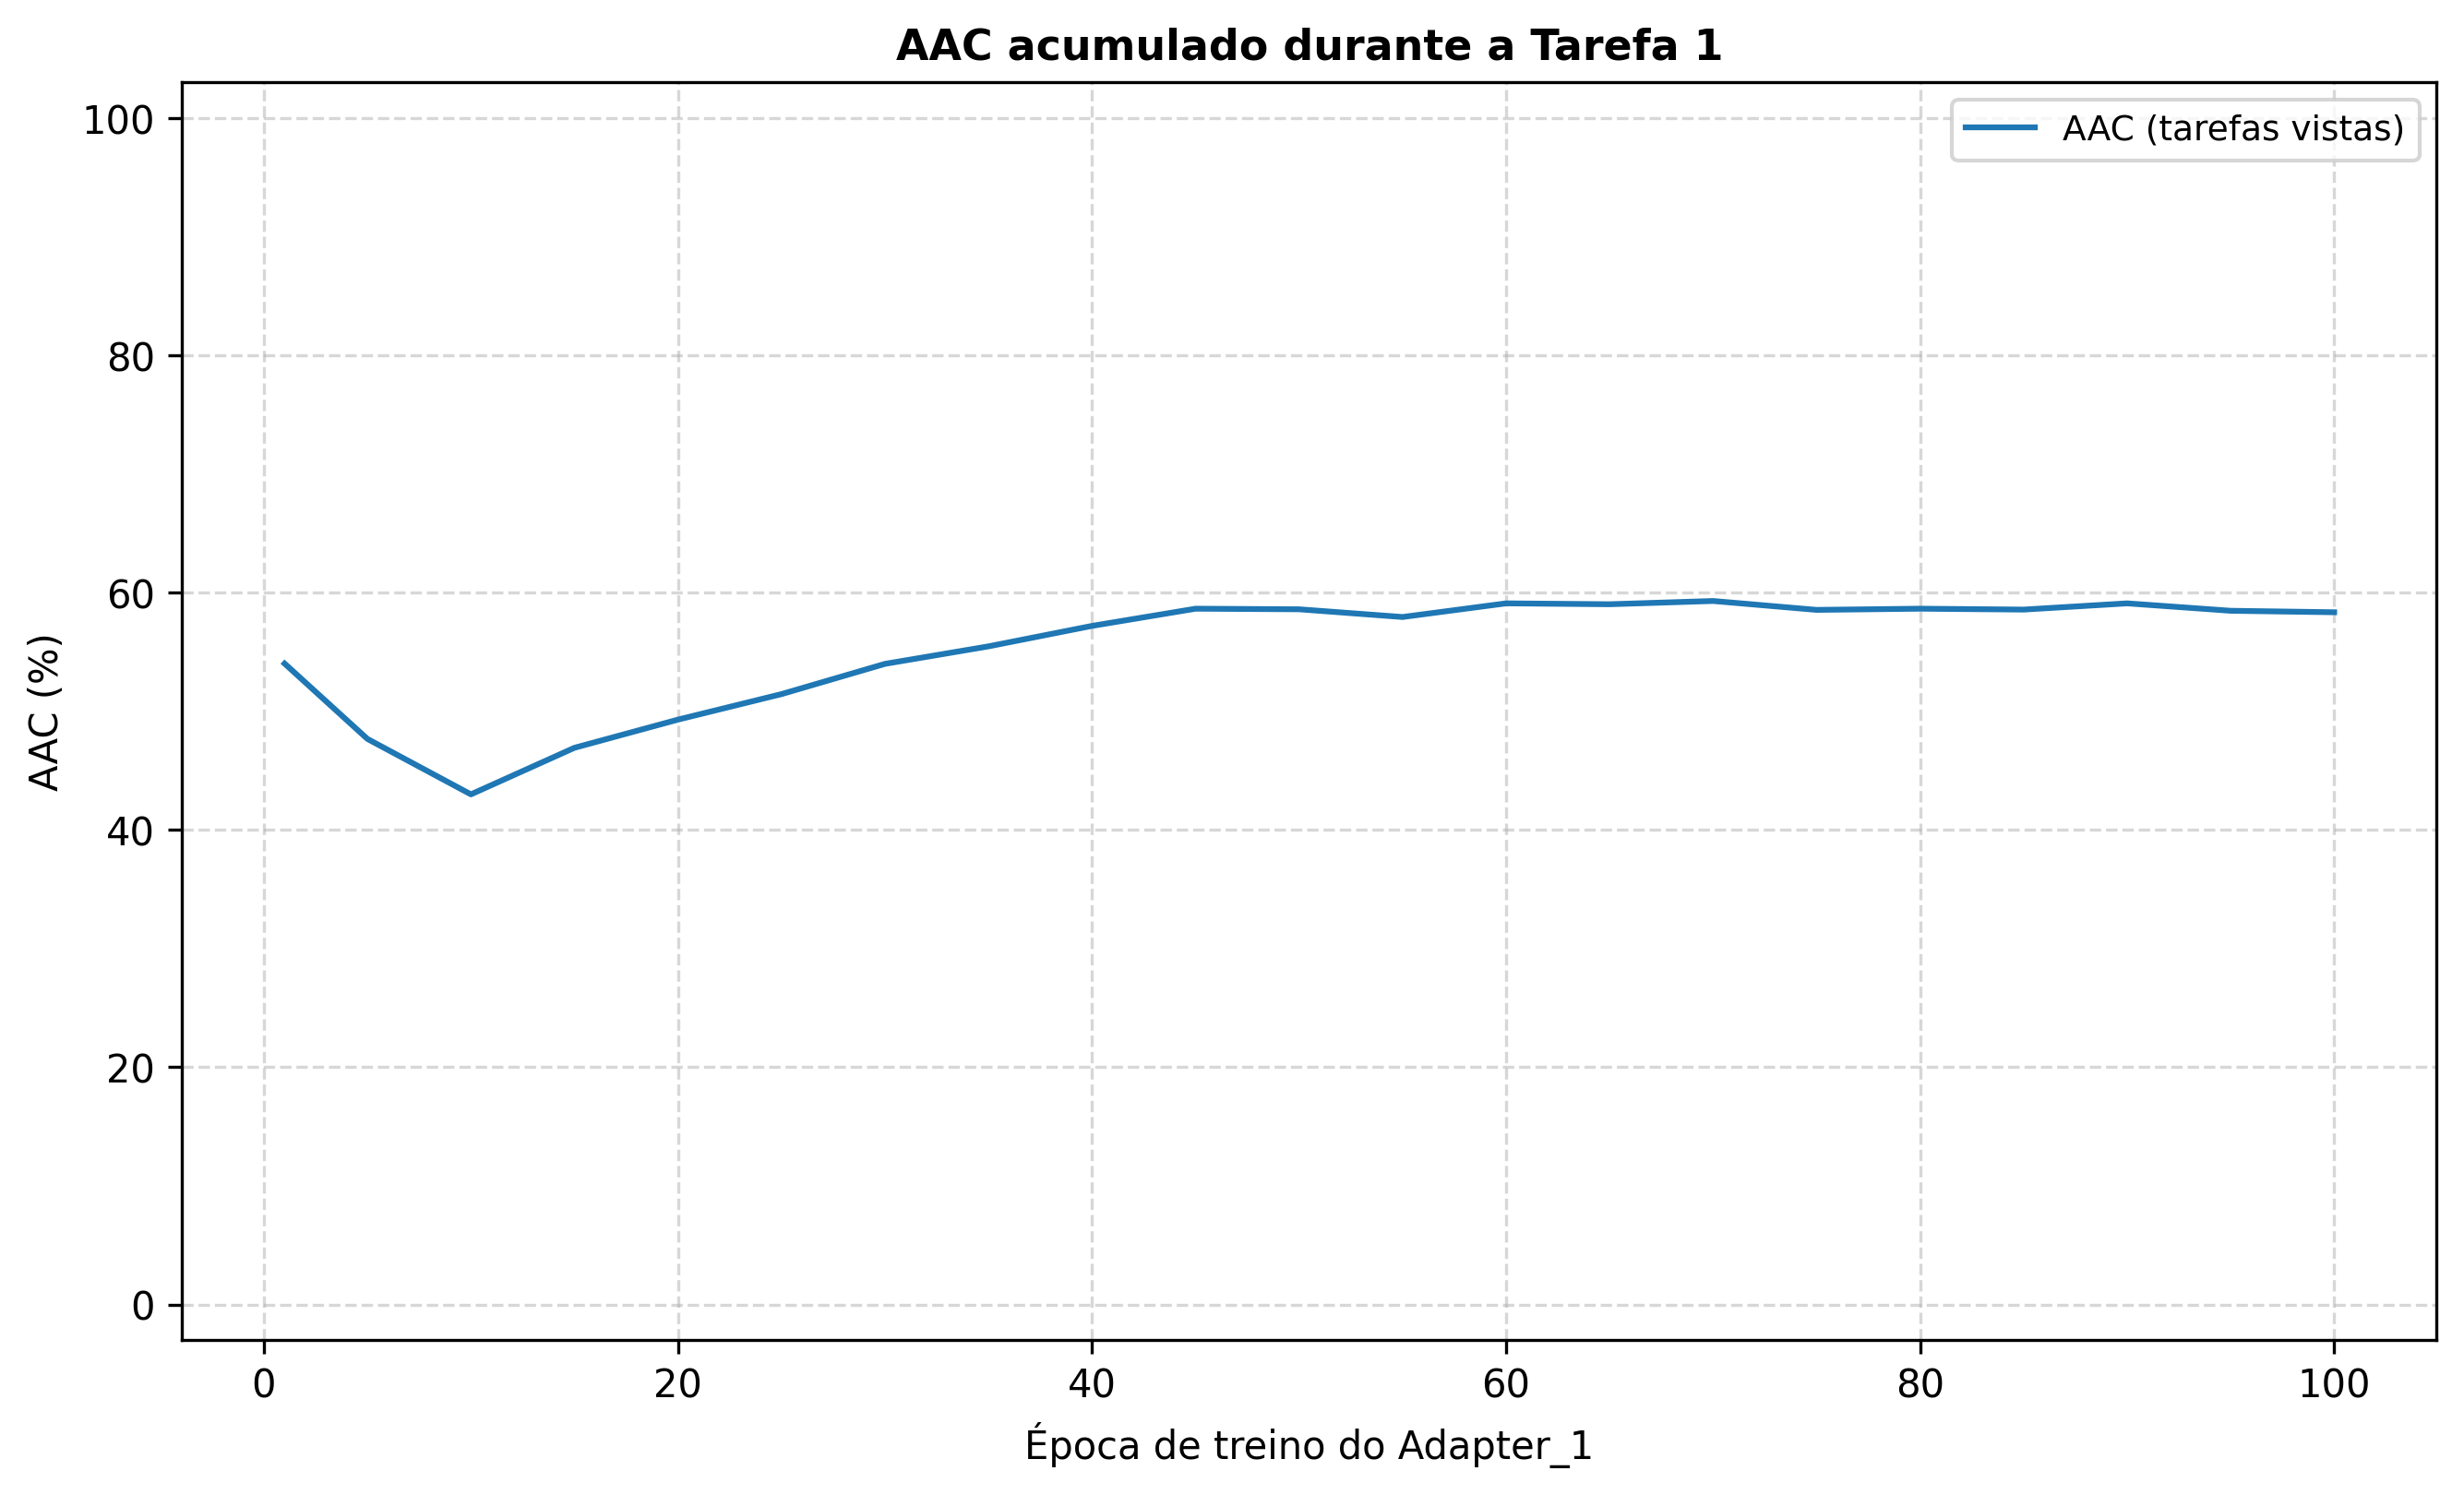 AAC acumulado durante a Tarefa 1
AAC (tarefas vistas)
100
80
60
40
20
0
AAC (%)
0 20 40 60 80 100
Época de treino do Adapter_1